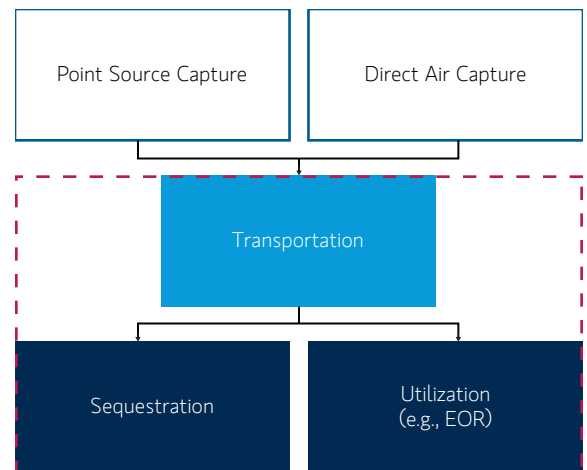 Point Source Capture
Direct Air Capture
Transportation
Sequestration
Utilization
(e.g., EOR)